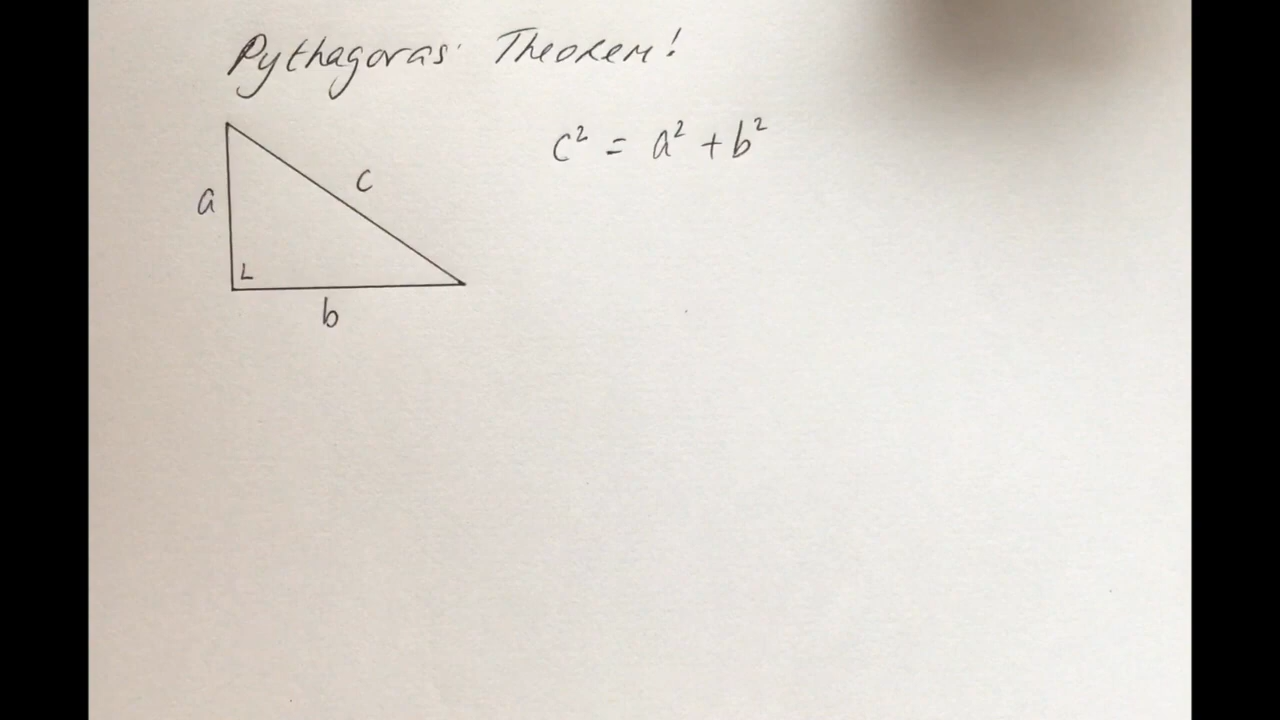 Pythagoras' Theorem!
c² = a² + b²
c
a
b